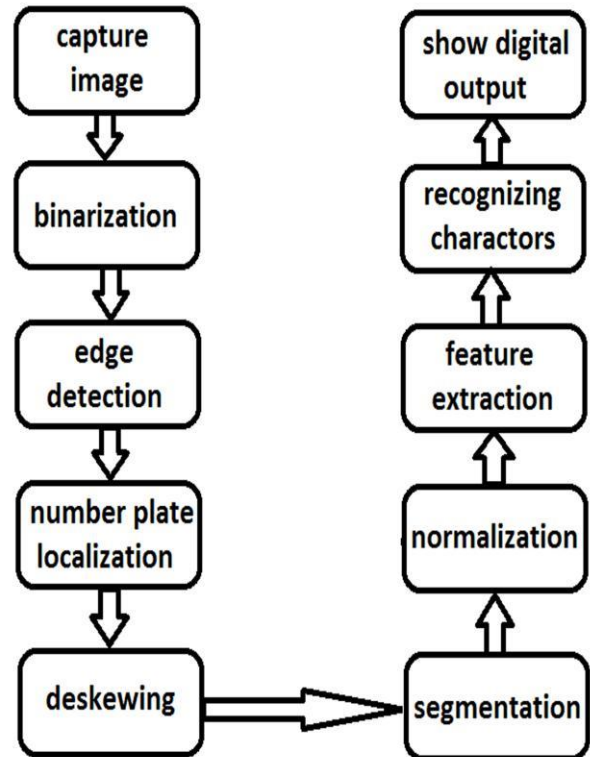 capture
image
binarization
edge
detection
number plate
localization
deskewing
segmentation
normalization
feature
extraction
recognizing
charactors
show digital
output